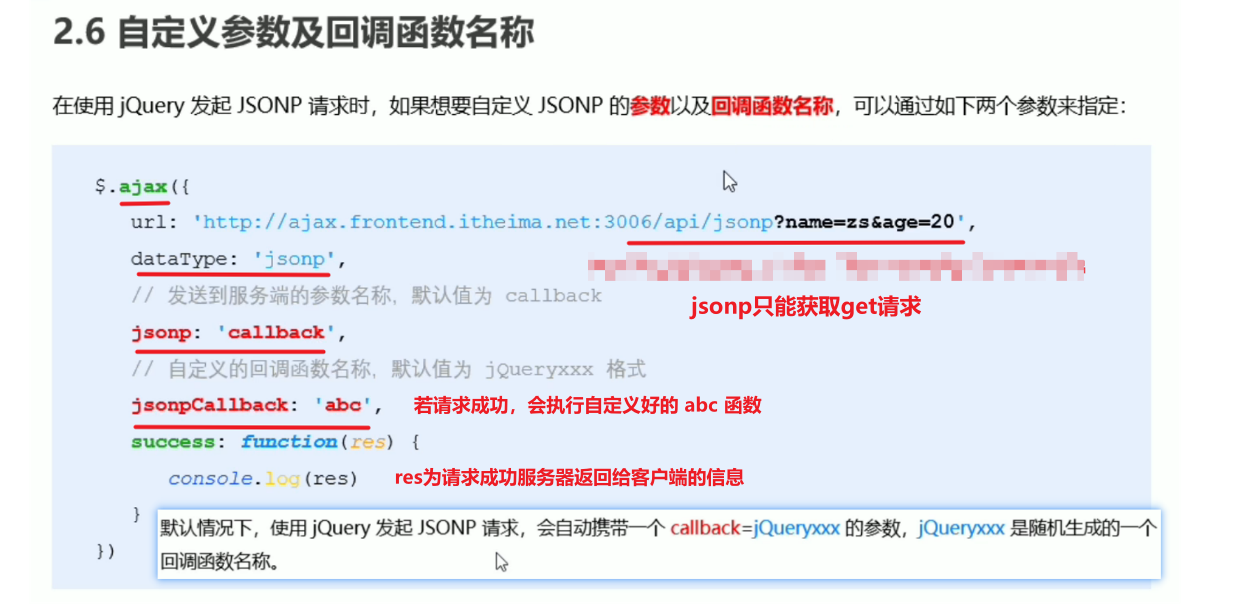 2.6 自定义参数及回调函数名称
在使用 jQuery 发起 JSONP 请求时，如果想要自定义 JSONP 的参数以及回调函数名称，可以通过如下两个参数来指定：
$.ajax({
url: 'http://ajax.frontend.itheima.net:3006/api/jsonp?name=zs&age=20',
dataType: 'jsonp',
// 发送到服务端的参数名称，默认值为 callback
jsonp只能获取get请求
jsonp: 'callback',
// 自定义的回调函数名称，默认值为 jQueryxxx 格式
jsonpCallback: 'abc', 若请求成功，会执行自定义好的 abc 函数
success: function(res) {
console.log(res) res为请求成功服务器返回给客户端的信息
}
默认情况下，使用 jQuery 发起 JSONP 请求，会自动携带一个 callback=jQueryxxx 的参数，jQueryxxx 是随机生成的一个
回调函数名称。
})